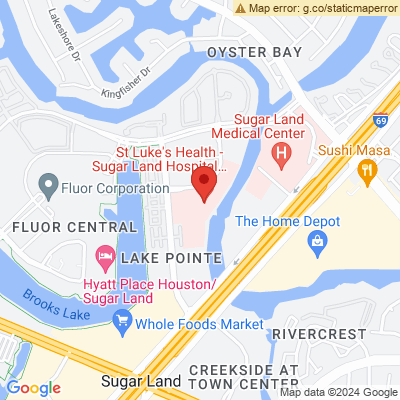 Map error: g.co/staticmaperror
Lakeshore Dr
OYSTER BAY
Kingfisher Dr
69
Sugar Land
Medical Center
H
St Luke's Health -
Sugar Land Hospital...
Sushi Masa
Fluor Corporation
The Home Depot
FLUOR CENTRAL
LAKE POINTE
Hyatt Place Houston/
Sugar Land
Brooks Lake
Whole Foods Market
RIVERCREST
CREEKSIDE AT
TOWN CENTER
Sugar Land
Google
Map data ©2024 Google